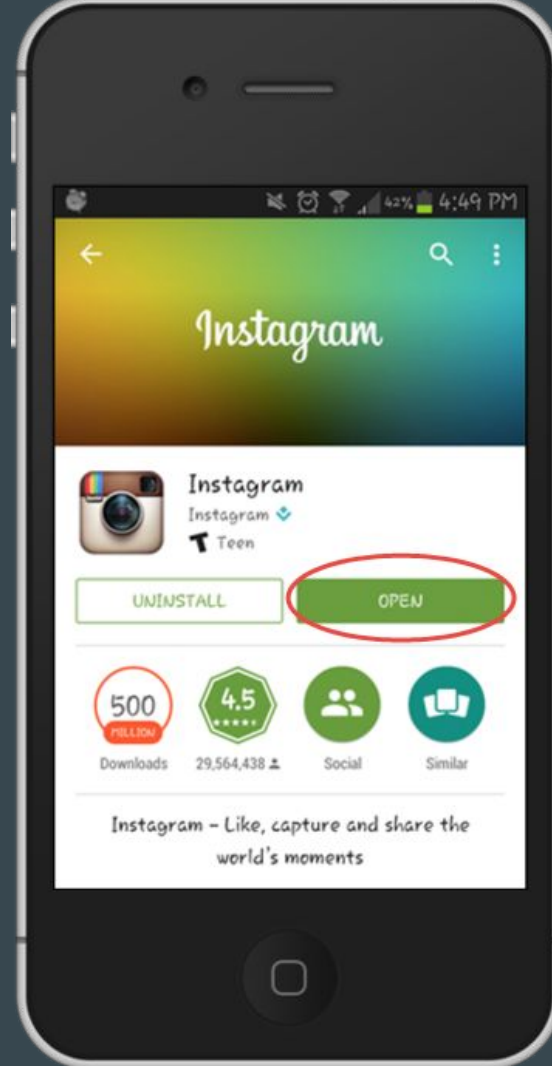 42% 4:49 PM
Instagram
Instagram
Instagram
Teen
UNINSTALL OPEN
500 4.5
MILLION
Downloads 29,564,438 Social Similar
Instagram – Like, capture and share the
world's moments